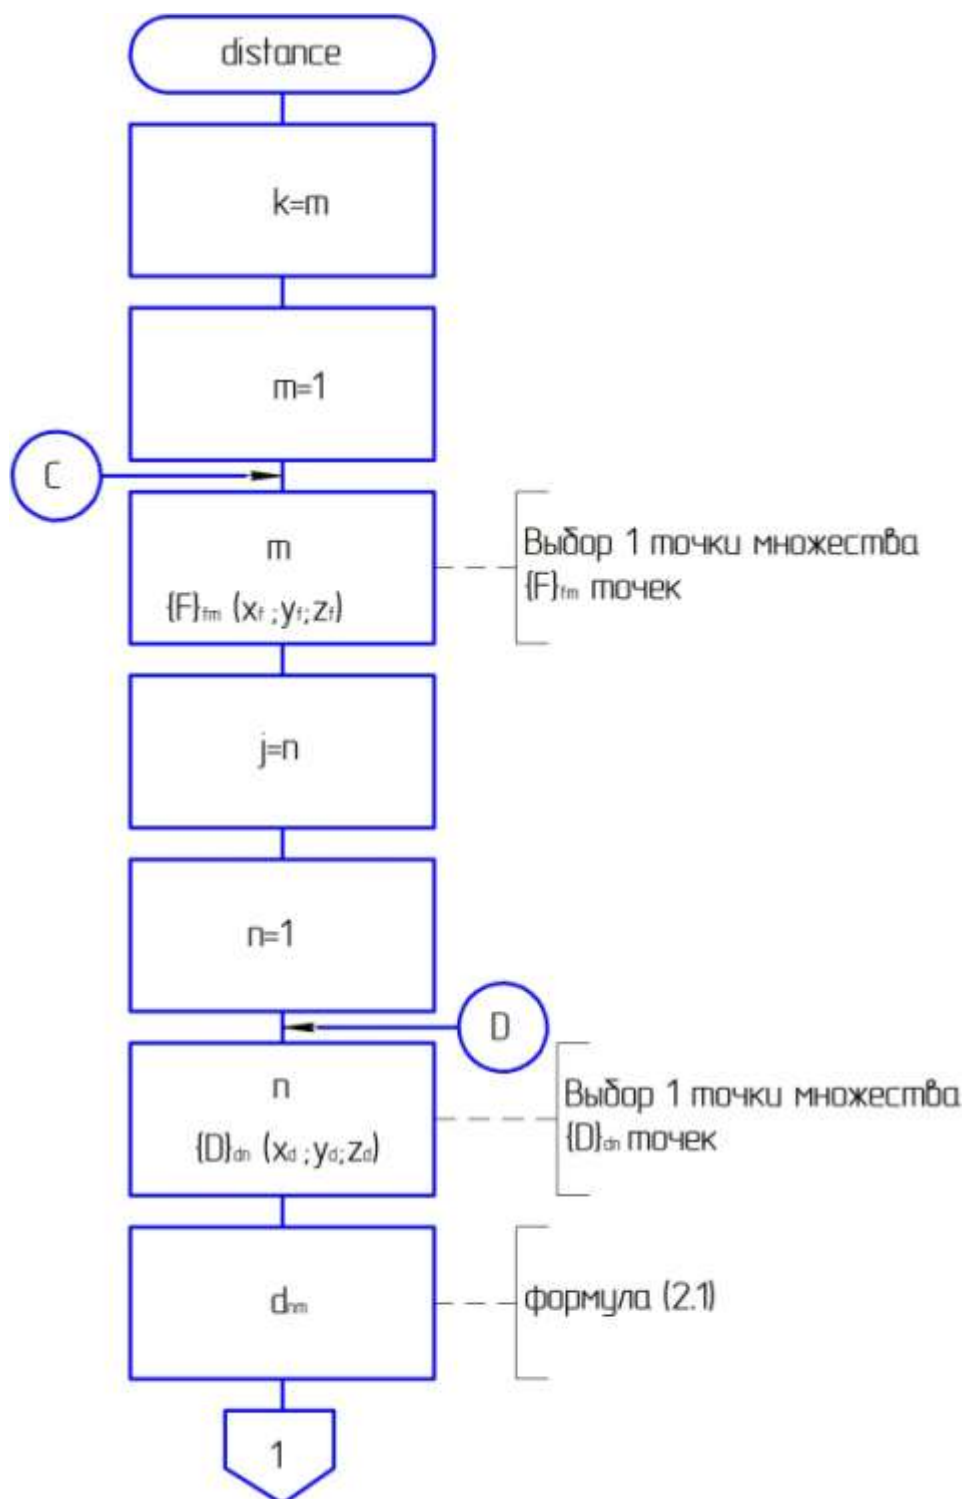 distance
k=m
m=1
C
m
{F}fm (xf ;yf;zf)
Выбор 1 точки множества
{F}fm точек
j=n
n=1
D
n
{D}dn (xd ;yd;zd)
Выбор 1 точки множества
{D}dn точек
dnm
формула (2.1)
1